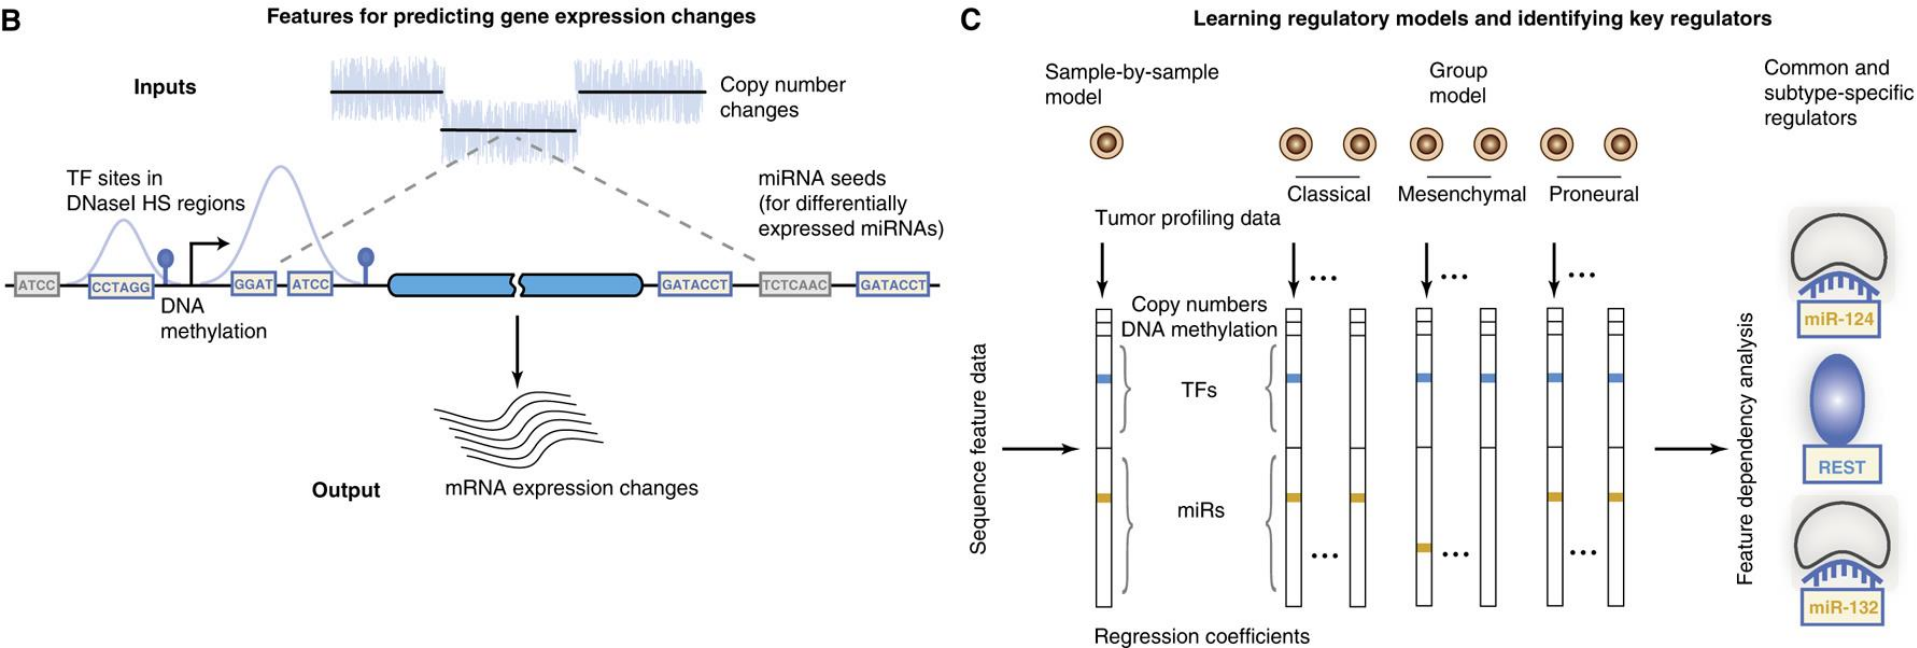 B
Features for predicting gene expression changes
Inputs
Copy number
changes
TF sites in
DNaseI HS regions
miRNA seeds
(for differentially
expressed miRNAs)
ATCC
CCTAGG
GGAT
ATCC
GATACCT
TCTCAAC
GATACCT
DNA
methylation
Output
mRNA expression changes
C
Learning regulatory models and identifying key regulators
Sample-by-sample
model
Group
model
Common and
subtype-specific
regulators
Classical
Mesenchymal
Proneural
Tumor profiling data
...
...
...
Copy numbers
DNA methylation
Sequence feature data
TFs
miRs
...
...
...
Regression coefficients
Feature dependency analysis
miR-124
REST
miR-132